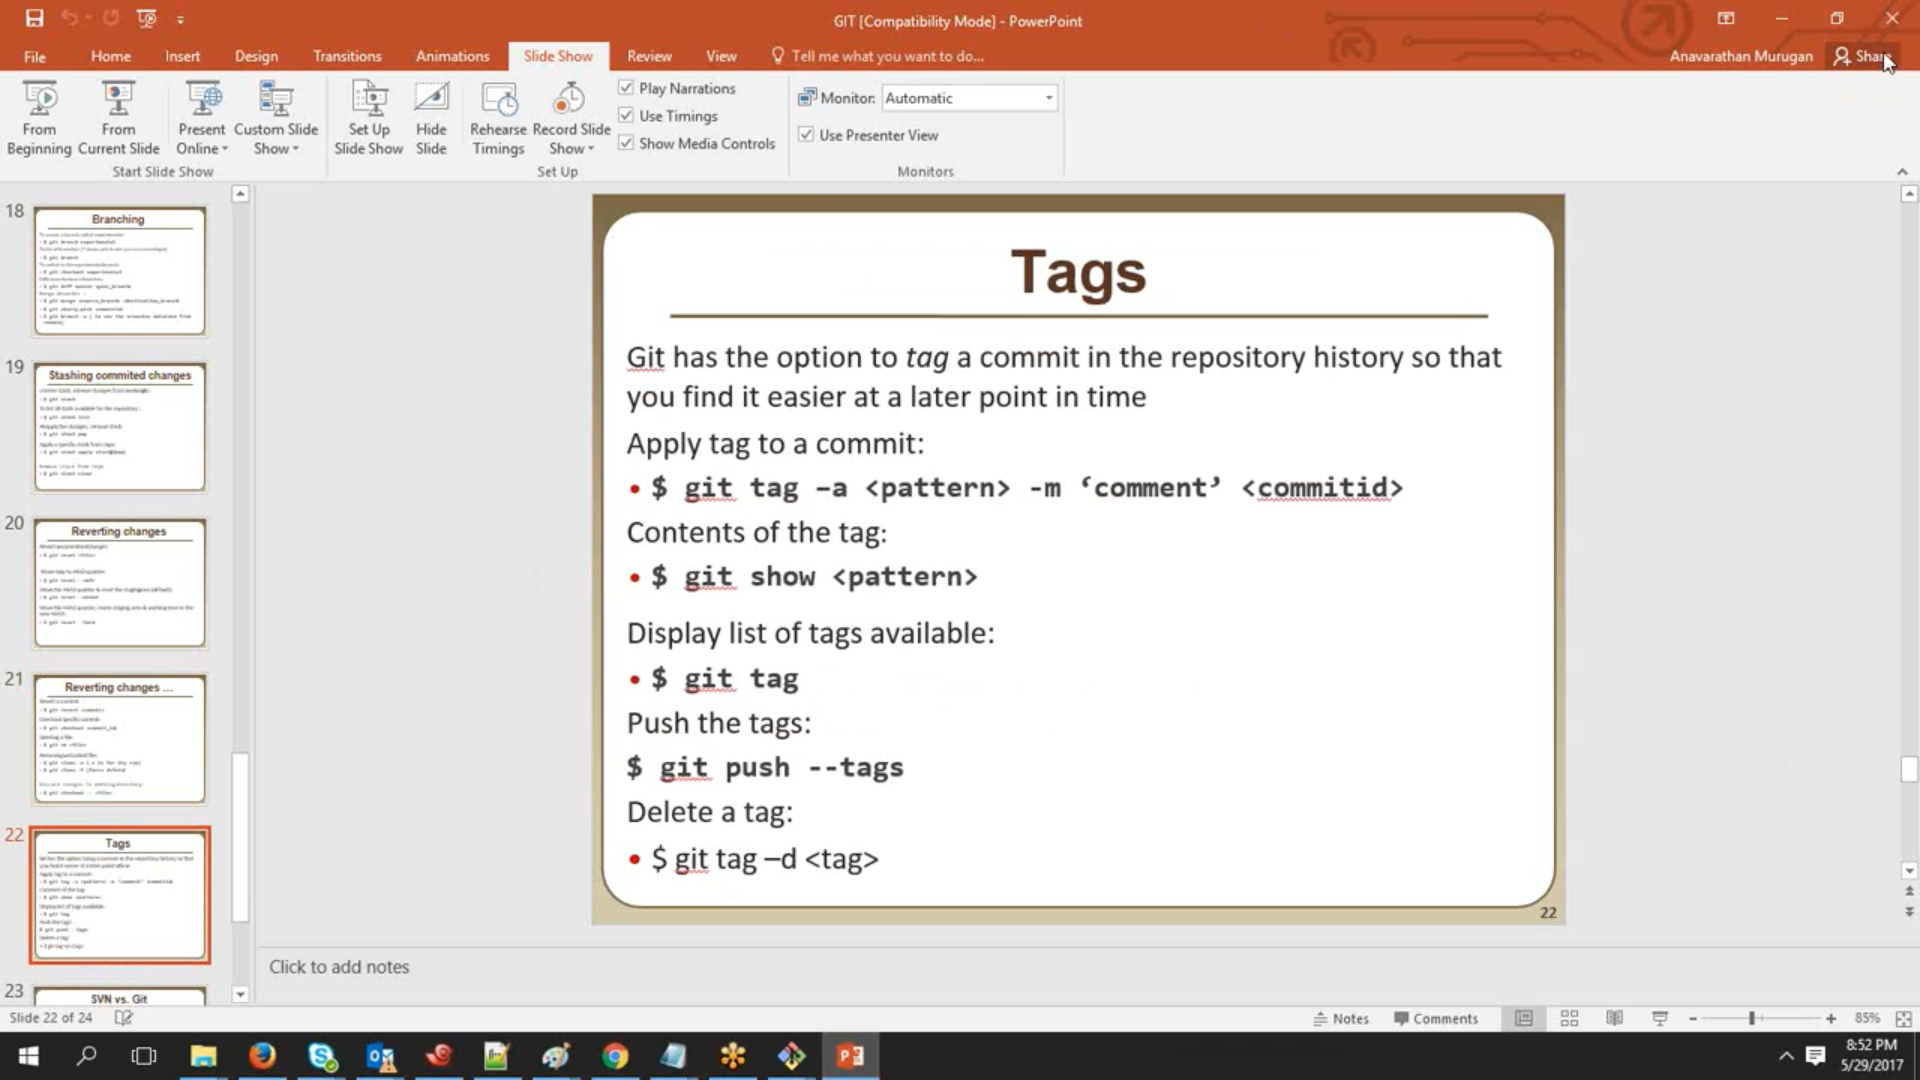 GIT [Compatibility Mode] - PowerPoint
File Home Insert Design Transitions Animations Slide Show Review View Tell me what you want to do... Anavarathan Murugan Share
From Beginning
From Current Slide
Present Online
Custom Slide Show
Start Slide Show
Set Up Slide Show
Hide Slide
Rehearse Timings
Record Slide Show
Play Narrations
Use Timings
Show Media Controls
Set Up
Monitor: Automatic
Use Presenter View
Monitors
18
Branching
19
Stashing commited changes
20
Reverting changes
21
Reverting changes ...
22
Tags
23
SVN vs. Git
Tags
Git has the option to tag a commit in the repository history so that
you find it easier at a later point in time
Apply tag to a commit:
• $ git tag –a <pattern> -m ‘comment’ <commitid>
Contents of the tag:
• $ git show <pattern>
Display list of tags available:
• $ git tag
Push the tags:
$ git push --tags
Delete a tag:
• $ git tag –d <tag>
22
Click to add notes
Slide 22 of 24
Notes Comments 85%
8:52 PM
5/29/2017